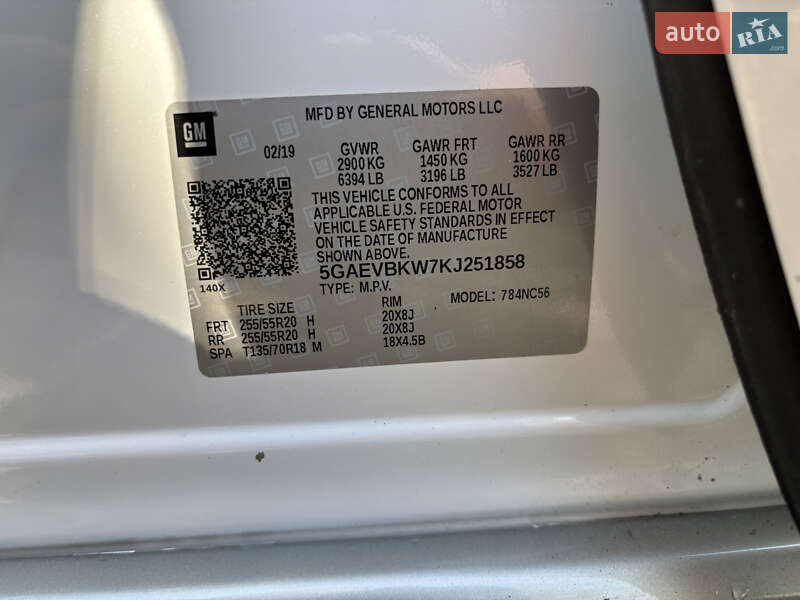 auto RIA .com
MFD BY GENERAL MOTORS LLC
GM
02/19 GVWR GAWR FRT GAWR RR
2900 KG 1450 KG 1600 KG
6394 LB 3196 LB 3527 LB
THIS VEHICLE CONFORMS TO ALL
APPLICABLE U.S. FEDERAL MOTOR
VEHICLE SAFETY STANDARDS IN EFFECT
ON THE DATE OF MANUFACTURE
SHOWN ABOVE.
140X
5GAEVBKW7KJ251858
TYPE: M.P.V. MODEL: 784NC56
TIRE SIZE RIM
FRT 255/55R20 H 20X8J
RR 255/55R20 H 20X8J
SPA T135/70R18 M 18X4.5B